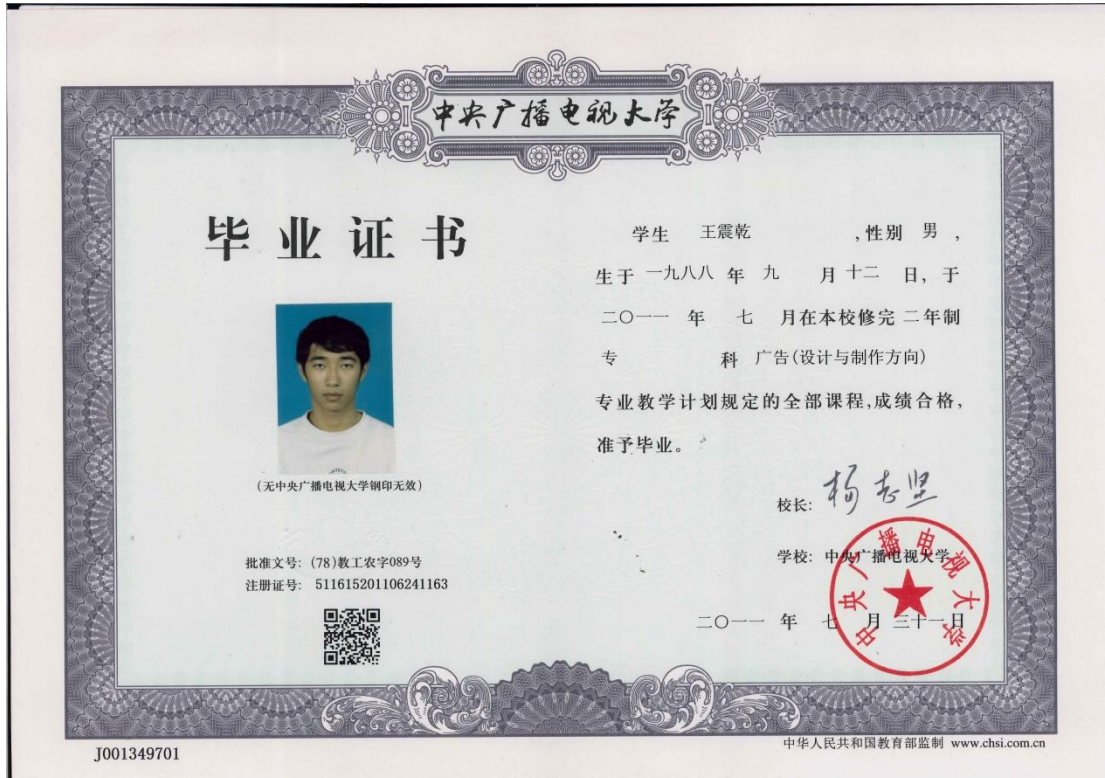 中央广播电视大学
毕业证书
(无中央广播电视大学钢印无效)
批准文号: (78)教工农字089号
注册证号: 511615201106241163
学生 王震乾 ,性别 男 ,
生于 一九八八 年 九 月 十二 日, 于
二〇一一 年 七 月在本校修完 二年制
专 科 广告(设计与制作方向)
专业教学计划规定的全部课程,成绩合格,
准予毕业。
校长: 杨志坚
学校: 中央广播电视大学
中央广播电视大学
二〇一一 年 七 月 三十一日
J001349701
中华人民共和国教育部监制 www.chsi.com.cn